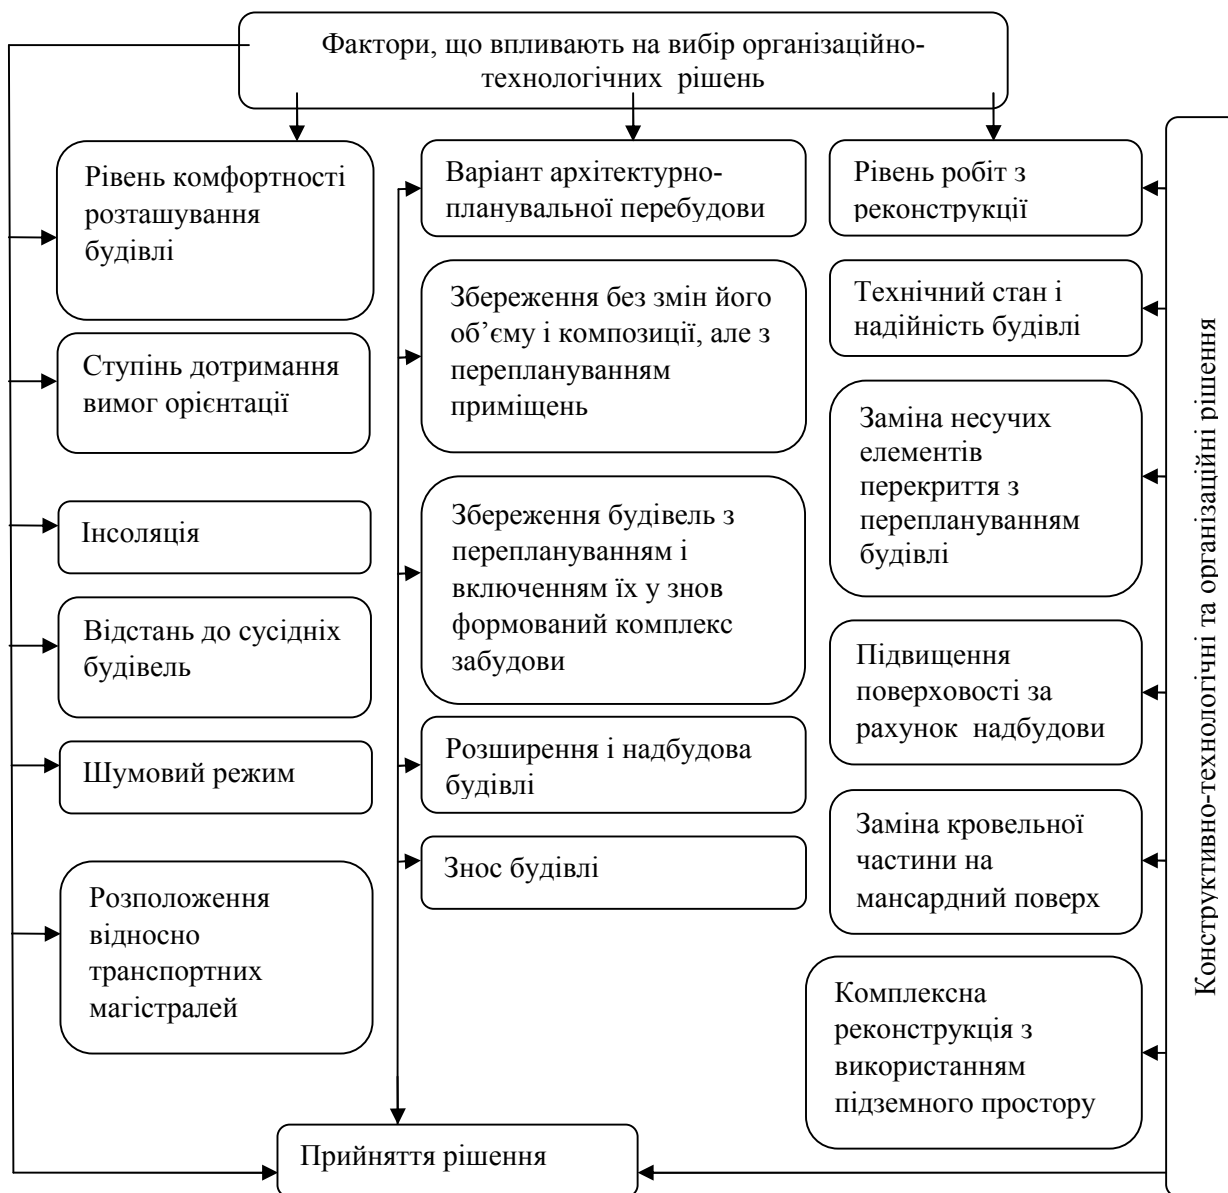 Фактори, що впливають на вибір організаційно-
технологічних рішень
Рівень комфортності
розташування
будівлі
Ступінь дотримання
вимог орієнтації
Інсоляція
Відстань до сусідніх
будівель
Шумовий режим
Розположення
відносно
транспортних
магістралей
Варіант архітектурно-
планувальної перебудови
Збереження без змін його
об’єму і композиції, але з
переплануванням
приміщень
Збереження будівель з
переплануванням і
включенням їх у знов
формований комплекс
забудови
Розширення і надбудова
будівлі
Знос будівлі
Рівень робіт з
реконструкції
Технічний стан і
надійність будівлі
Заміна несучих
елементів
перекриття з
переплануванням
будівлі
Підвищення
поверховості за
рахунок надбудови
Заміна кровельної
частини на
мансардний поверх
Комплексна
реконструкція з
використанням
підземного простору
Конструктивно-технологічні та організаційні рішення
Прийняття рішення